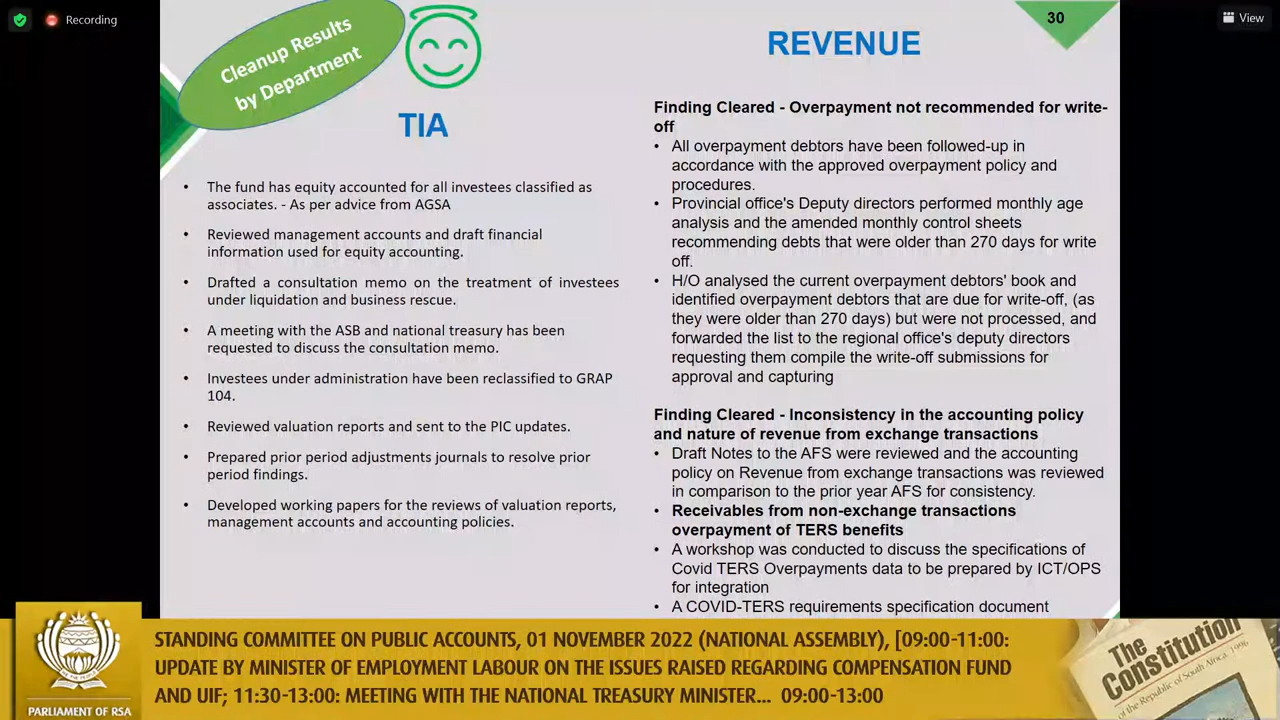 Recording
View
Cleanup Results
by Department
30
REVENUE
TIA
• The fund has equity accounted for all investees classified as
associates. - As per advice from AGSA
• Reviewed management accounts and draft financial
information used for equity accounting.
• Drafted a consultation memo on the treatment of investees
under liquidation and business rescue.
• A meeting with the ASB and national treasury has been
requested to discuss the consultation memo.
• Investees under administration have been reclassified to GRAP
104.
• Reviewed valuation reports and sent to the PIC updates.
• Prepared prior period adjustments journals to resolve prior
period findings.
• Developed working papers for the reviews of valuation reports,
management accounts and accounting policies.
Finding Cleared - Overpayment not recommended for write-
off
• All overpayment debtors have been followed-up in
accordance with the approved overpayment policy and
procedures.
• Provincial office's Deputy directors performed monthly age
analysis and the amended monthly control sheets
recommending debts that were older than 270 days for write
off.
• H/O analysed the current overpayment debtors' book and
identified overpayment debtors that are due for write-off, (as
they were older than 270 days) but were not processed, and
forwarded the list to the regional office's deputy directors
requesting them compile the write-off submissions for
approval and capturing
Finding Cleared - Inconsistency in the accounting policy
and nature of revenue from exchange transactions
• Draft Notes to the AFS were reviewed and the accounting
policy on Revenue from exchange transactions was reviewed
in comparison to the prior year AFS for consistency.
• Receivables from non-exchange transactions
overpayment of TERS benefits
• A workshop was conducted to discuss the specifications of
Covid TERS Overpayments data to be prepared by ICT/OPS
for integration
• A COVID-TERS requirements specification document
STANDING COMMITTEE ON PUBLIC ACCOUNTS, 01 NOVEMBER 2022 (NATIONAL ASSEMBLY), [09:00-11:00:
UPDATE BY MINISTER OF EMPLOYMENT LABOUR ON THE ISSUES RAISED REGARDING COMPENSATION FUND
AND UIF; 11:30-13:00: MEETING WITH THE NATIONAL TREASURY MINISTER... 09:00-13:00
PARLIAMENT OF RSA
The
Constitution
of the Republic of South Africa, 1996